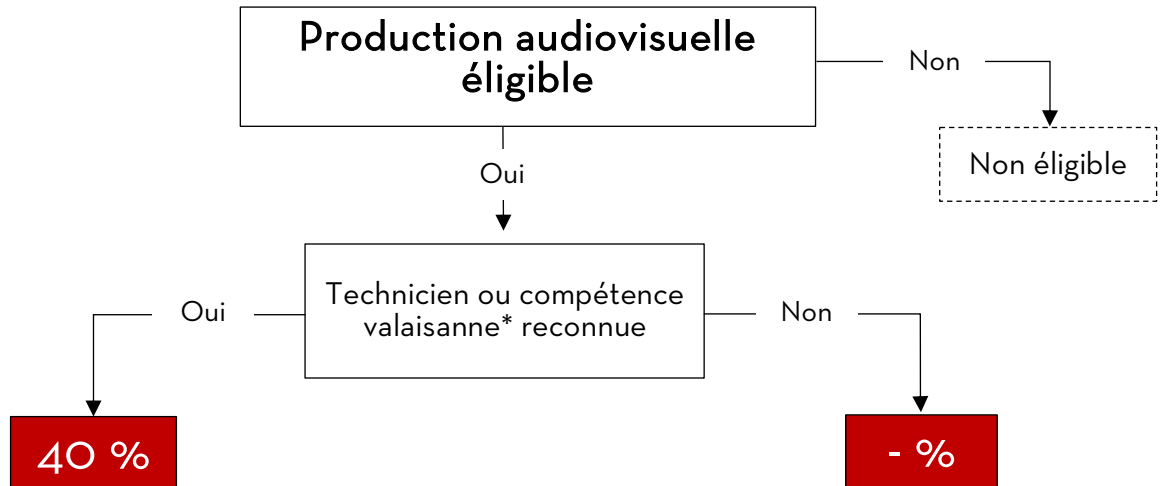 Production audiovisuelle
éligible
Non
Non éligible
Oui
Technicien ou compétence
valaisanne* reconnue
Oui
Non
40 %
- %